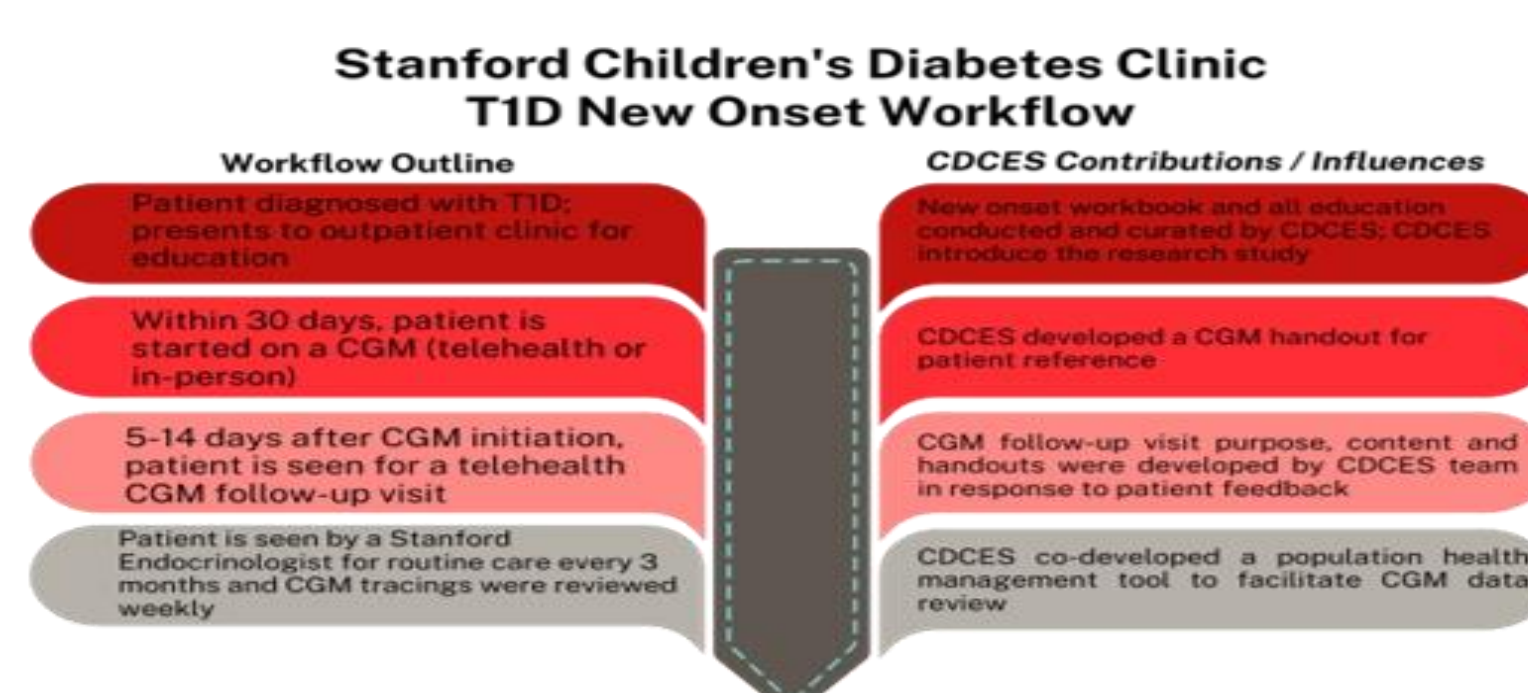 Stanford Children's Diabetes Clinic
T1D New Onset Workflow
Workflow Outline
Patient diagnosed with T1D;
presents to outpatient clinic for
education
Within 30 days, patient is
started on a CGM (telehealth or
in-person)
5-14 days after CGM initiation,
patient is seen for a telehealth
CGM follow-up visit
Patient is seen by a Stanford
Endocrinologist for routine care every 3
months and CGM tracings were reviewed
weekly
CDCES Contributions / Influences
New onset workbook and all education
conducted and curated by CDCES; CDCES
introduce the research study
CDCES developed a CGM handout for
patient reference
CGM follow-up visit purpose, content and
handouts were developed by CDCES team
in response to patient feedback
CDCES co-developed a population health
management tool to facilitate CGM data
review